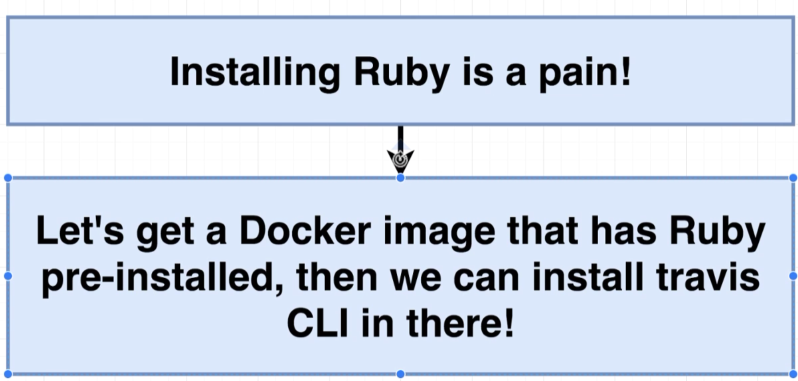 Installing Ruby is a pain!
Let's get a Docker image that has Ruby
pre-installed, then we can install travis
CLI in there!